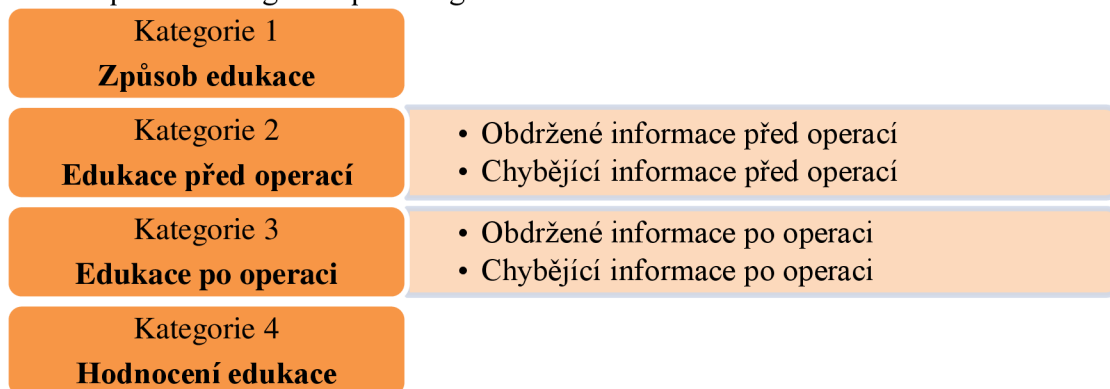 Kategorie 1
Způsob edukace
Kategorie 2
Edukace před operací
• Obdržené informace před operací
• Chybějící informace před operací
Kategorie 3
Edukace po operaci
• Obdržené informace po operaci
• Chybějící informace po operaci
Kategorie 4
Hodnocení edukace